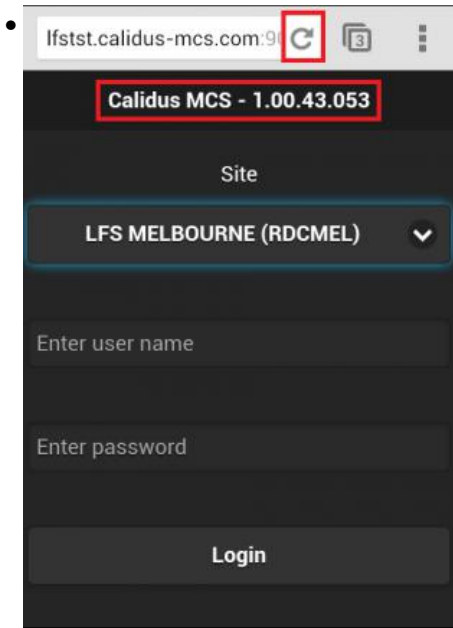 lfstst.calidus-mcs.com:9
3
Calidus MCS - 1.00.43.053
Site
LFS MELBOURNE (RDCMEL)
Enter user name
Enter password
Login